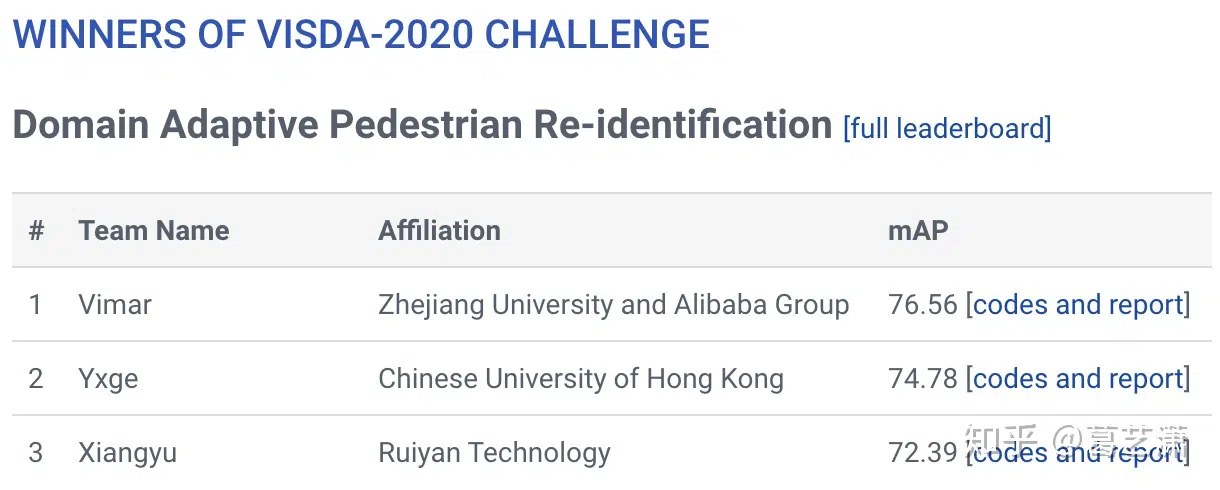 WINNERS OF VISDA-2020 CHALLENGE
Domain Adaptive Pedestrian Re-identification [full leaderboard]
# Team Name Affiliation mAP
1 Vimar Zhejiang University and Alibaba Group 76.56 [codes and report]
2 Yxge Chinese University of Hong Kong 74.78 [codes and report]
3 Xiangyu Ruiyan Technology 72.39 [codes and report]
知乎 @葛艺潇